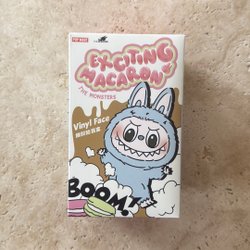 POP MART
EXCITING
MACARON
THE MONSTERS
Vinyl Face
BOOM!